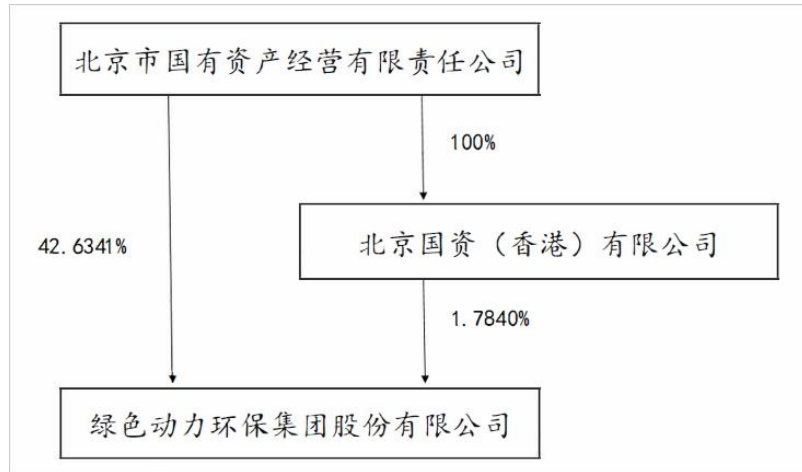 北京市国有资产经营有限责任公司
100%
北京国资（香港）有限公司
42.6341%
1.7840%
绿色动力环保集团股份有限公司